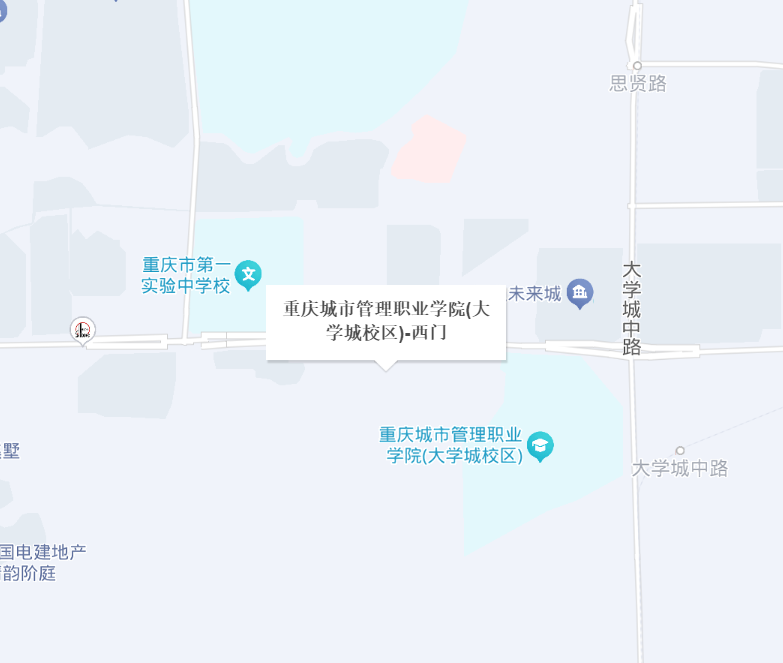 思贤路
重庆市第一
实验中学校
未来城
大学城中路
重庆城市管理职业学院(大
学城校区)-西门
重庆城市管理职业
学院(大学城校区)
大学城中路
墅
国电建地产
韵阶庭